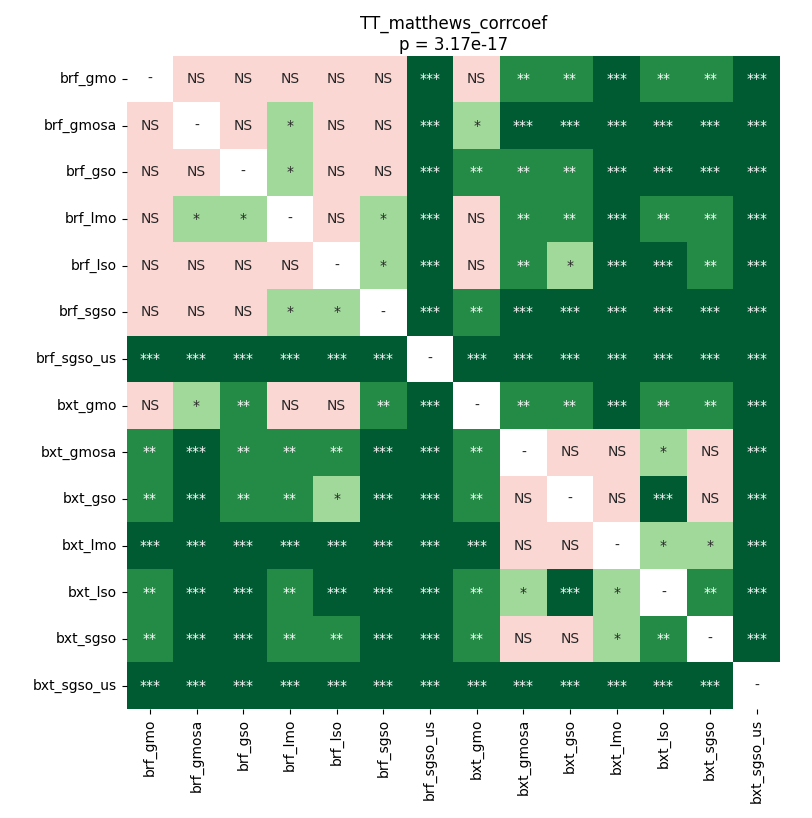 TT_matthews_corrcoef
p = 3.17e-17
brf_gmo - NS NS NS NS NS *** NS ** ** *** ** ** ***
brf_gmosa NS - NS * NS NS *** * *** *** *** *** *** ***
brf_gso NS NS - * NS NS *** ** ** ** *** *** *** ***
brf_lmo NS * * - NS * *** NS ** ** *** ** ** ***
brf_lso NS NS NS NS - * *** NS ** * *** *** ** ***
brf_sgso NS NS NS * * - *** ** *** *** *** *** *** ***
brf_sgso_us *** *** *** *** *** *** - *** *** *** *** *** *** ***
bxt_gmo NS * ** NS NS ** *** - ** ** *** ** ** ***
bxt_gmosa ** *** ** ** ** *** *** ** - NS NS * NS ***
bxt_gso ** *** ** ** * *** *** ** NS - NS *** NS ***
bxt_lmo *** *** *** *** *** *** *** *** NS NS - * * ***
bxt_lso ** *** *** ** *** *** *** ** * *** * - ** ***
bxt_sgso ** *** *** ** ** *** *** ** NS NS * ** - ***
bxt_sgso_us *** *** *** *** *** *** *** *** *** *** *** *** *** -
brf_gmo brf_gmosa brf_gso brf_lmo brf_lso brf_sgso brf_sgso_us bxt_gmo bxt_gmosa bxt_gso bxt_lmo bxt_lso bxt_sgso bxt_sgso_us